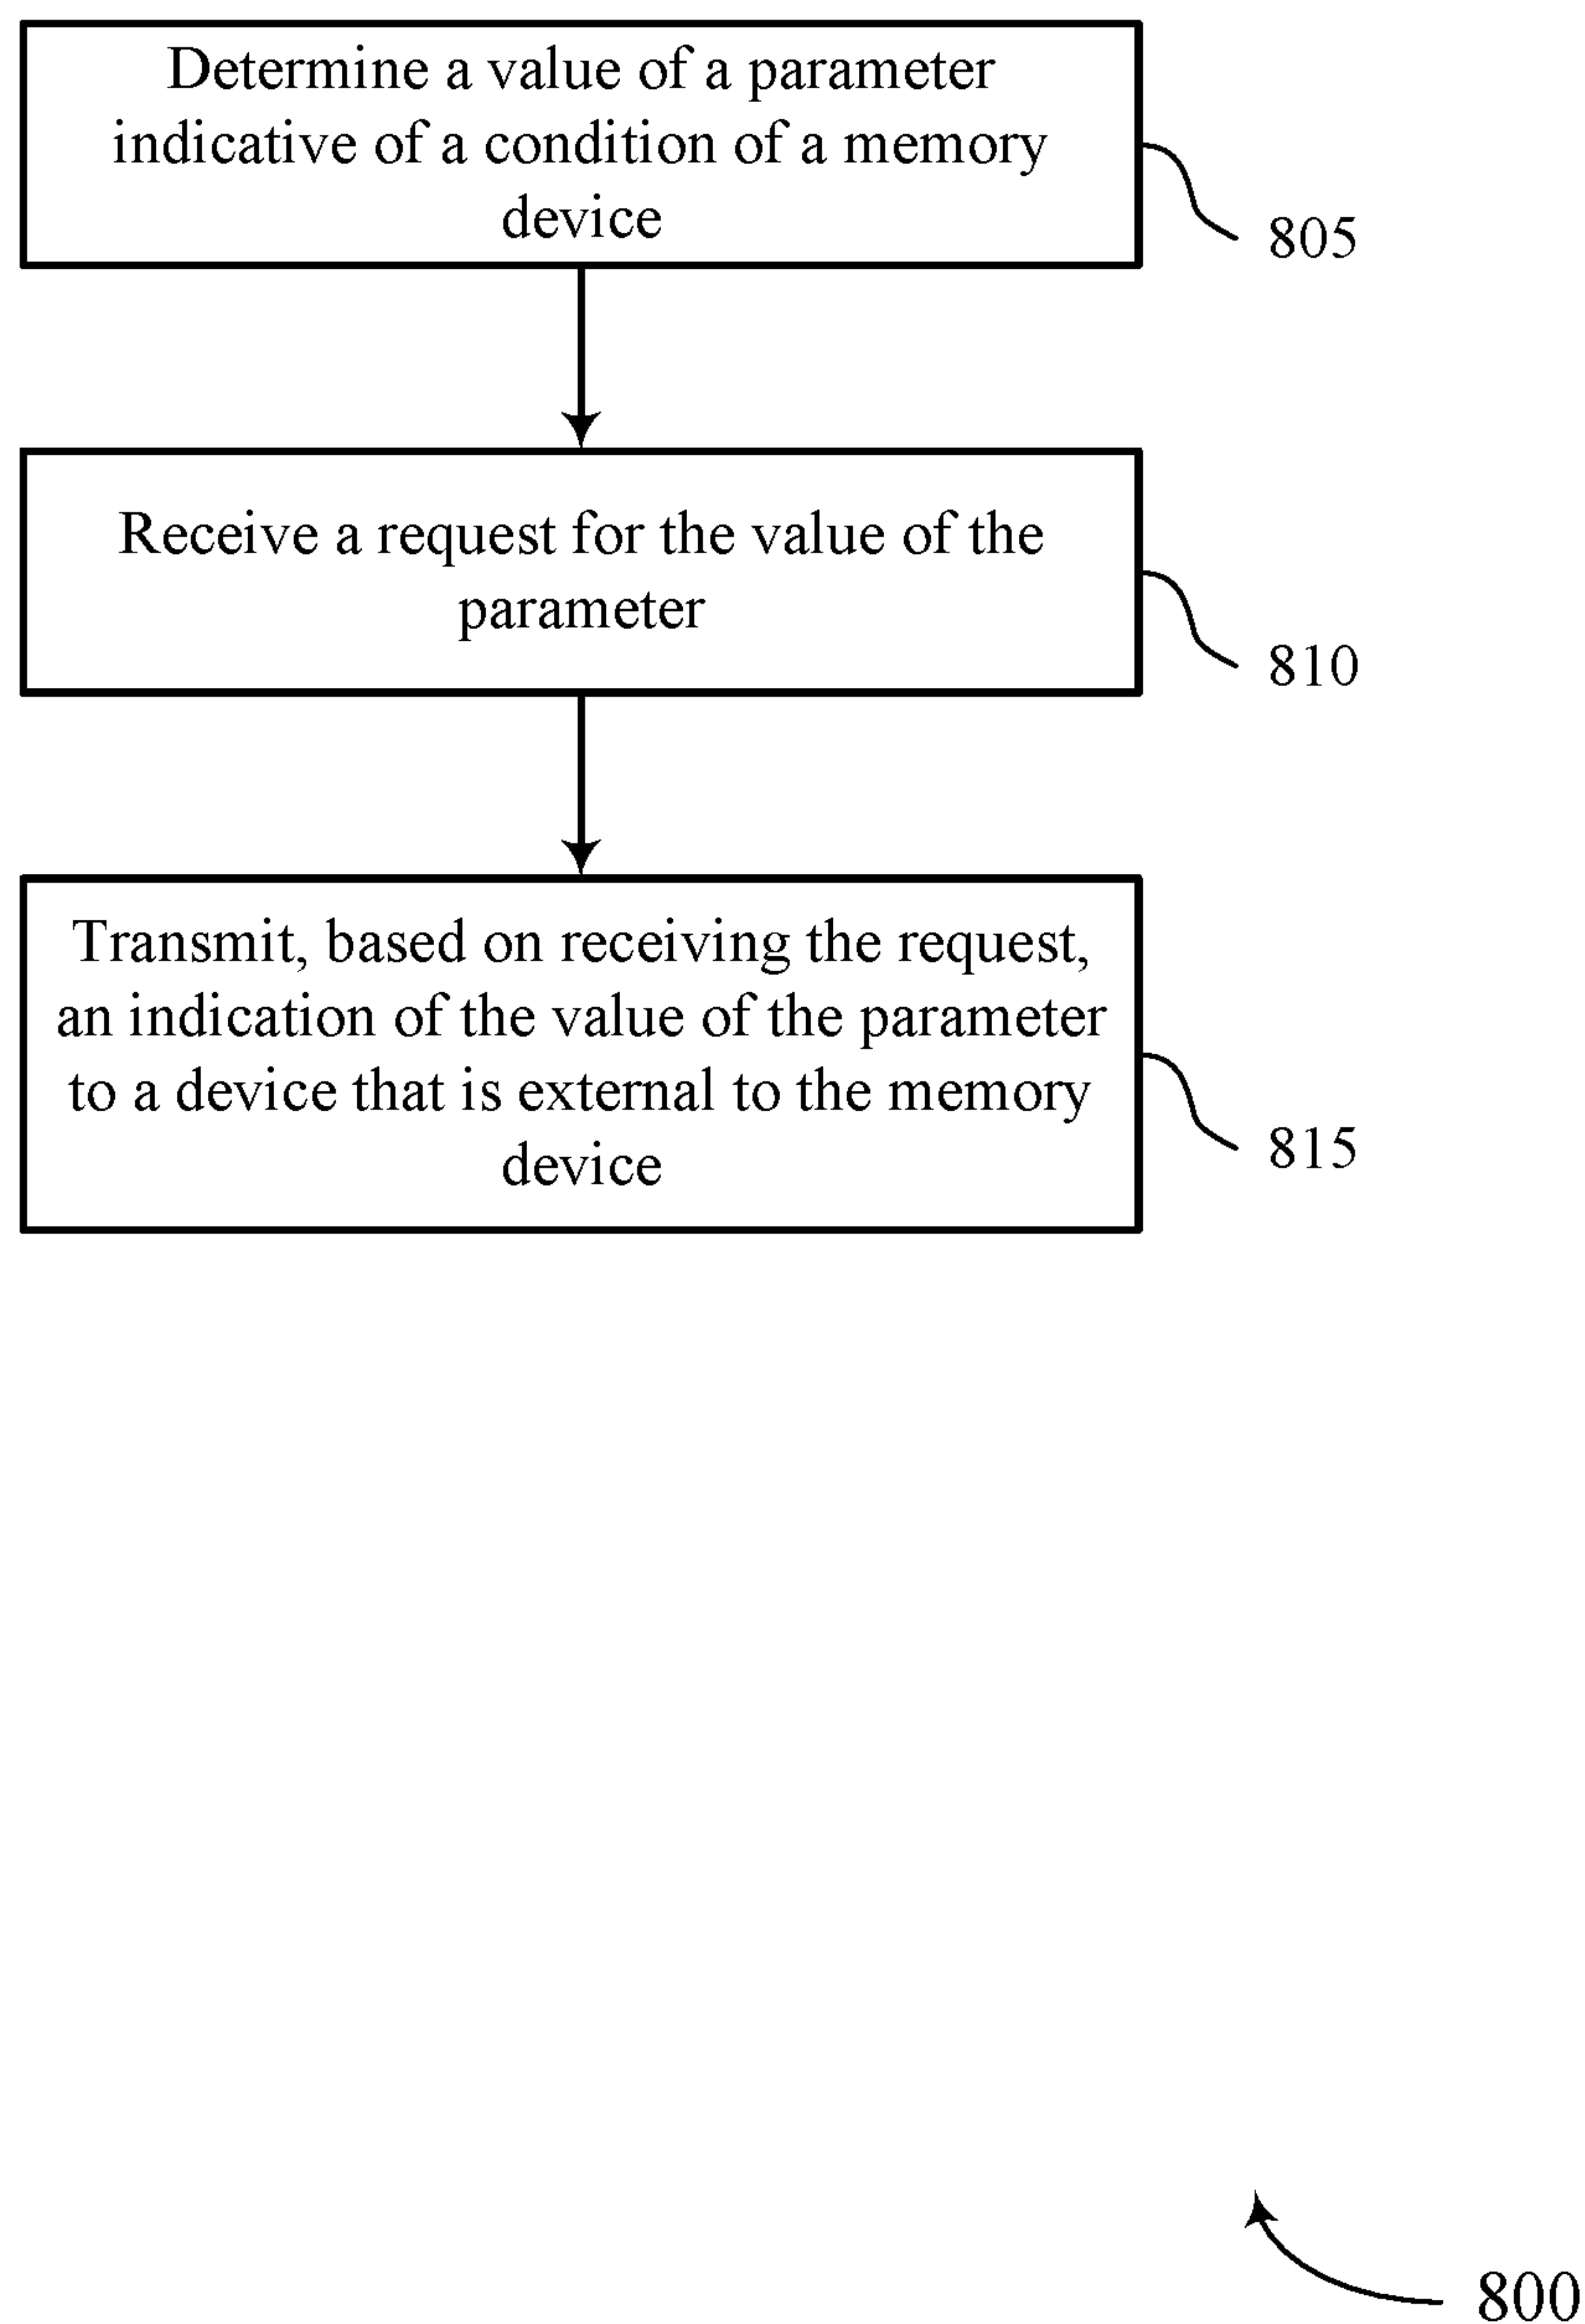 Determine a value of a parameter
indicative of a condition of a memory
device
805
Receive a request for the value of the
parameter
810
Transmit, based on receiving the request,
an indication of the value of the parameter
to a device that is external to the memory
device
815
800